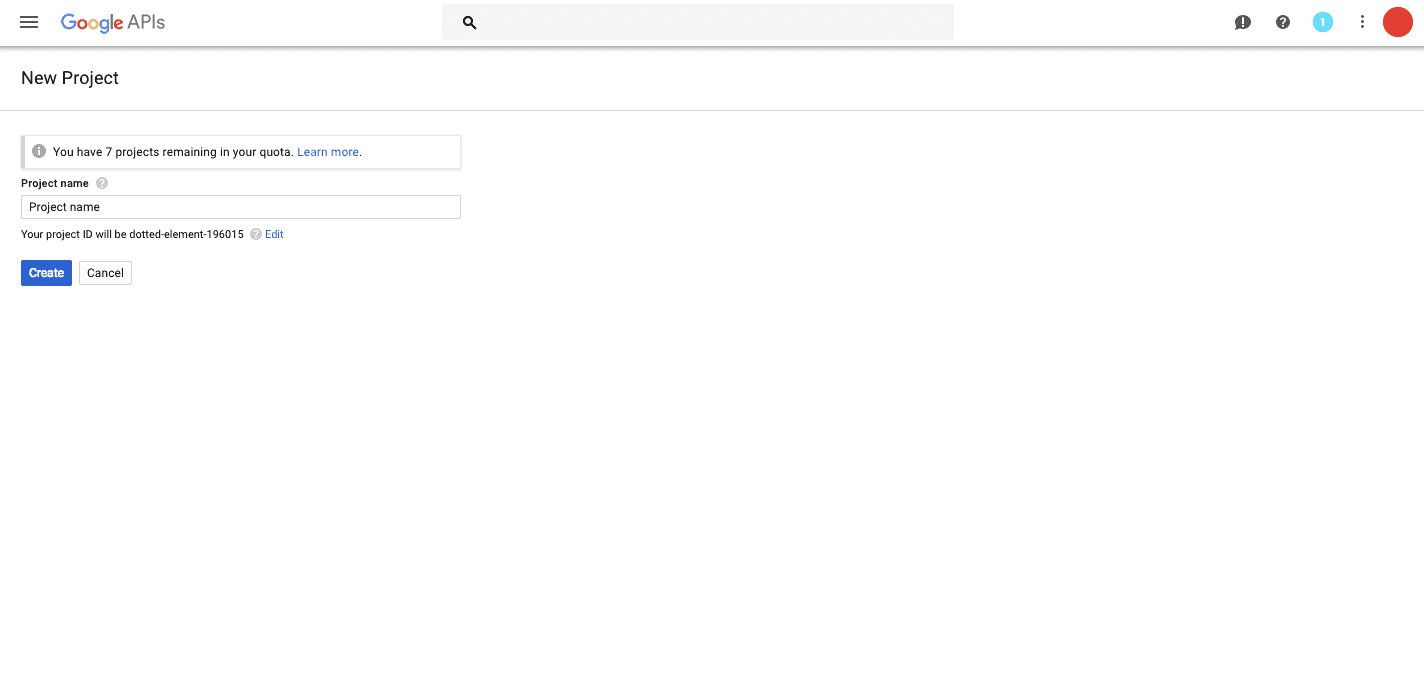 Google APIs
1
New Project
You have 7 projects remaining in your quota. Learn more.
Project name
Project name
Your project ID will be dotted-element-196015 Edit
Create Cancel